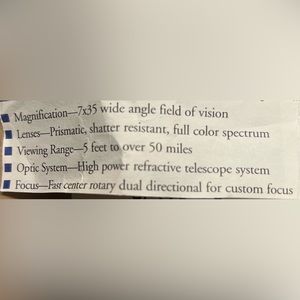 Magnification—7x35 wide angle field of vision
Lenses—Prismatic, shatter resistant, full color spectrum
Viewing Range—5 feet to over 50 miles
Optic System—High power refractive telescope system
Focus—Fast center rotary dual directional for custom focus